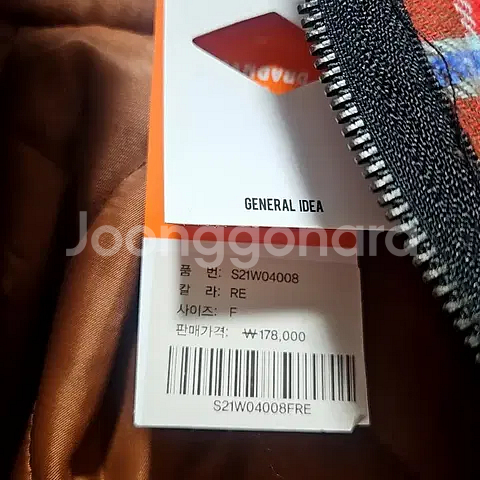 GENERAL IDEA
Joonggonara
품 번: S21W04008
칼 라: RE
사이즈: F
판매가격: ₩178,000
S21W04008FRE